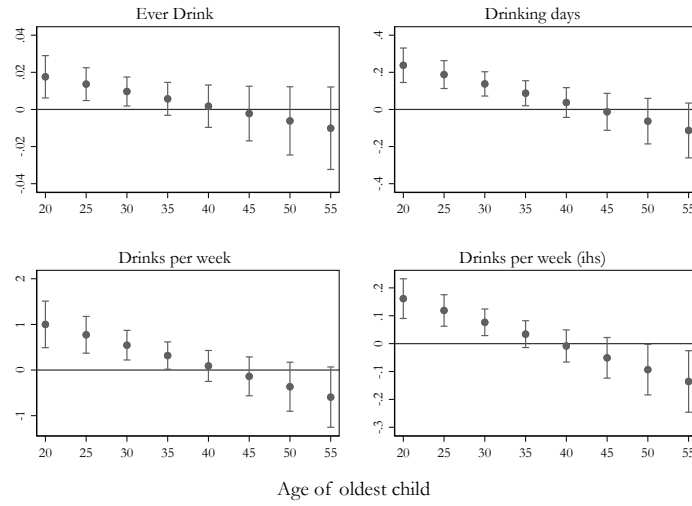 Ever Drink
.04
.02
0
-.02
-.04
20 25 30 35 40 45 50 55
Drinking days
.4
.2
0
-.2
-.4
20 25 30 35 40 45 50 55
Drinks per week
2
1
0
-1
20 25 30 35 40 45 50 55
Drinks per week (ihs)
.2
.1
0
-.1
-.2
-.3
20 25 30 35 40 45 50 55
Age of oldest child